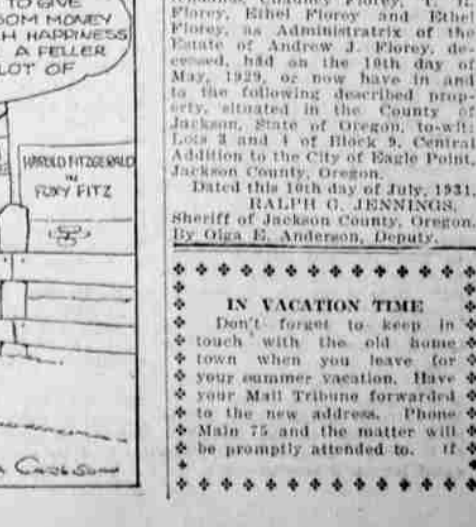 TO GIVE
SOM MONEY
H HAPPINESS
A FELLER
LOT OF
HAROLD FITZGERALD
IN
FOXY FITZ
Florey, Ethel Florey and Ethel
Florey, as Administratrix of the
Estate of Andrew J. Florey, de-
cessed, had on the 10th day of
May, 1929, or now have in and
to the following described prop-
erty, situated in the County of
Jackson, State of Oregon, to-wit:
Lots 3 and 4 of Block 9, Central
Addition to the City of Eagle Point,
Jackson County, Oregon.
Dated this 10th day of July, 1931.
RALPH G. JENNINGS,
Sheriff of Jackson County, Oregon.
By Olga E. Anderson, Deputy.
IN VACATION TIME
Don't forget to keep in
touch with the old home
town when you leave for
your summer vacation. Have
your Mail Tribune forwarded
to the new address. Phone
Main 75 and the matter will
be promptly attended to. tf
Carlson